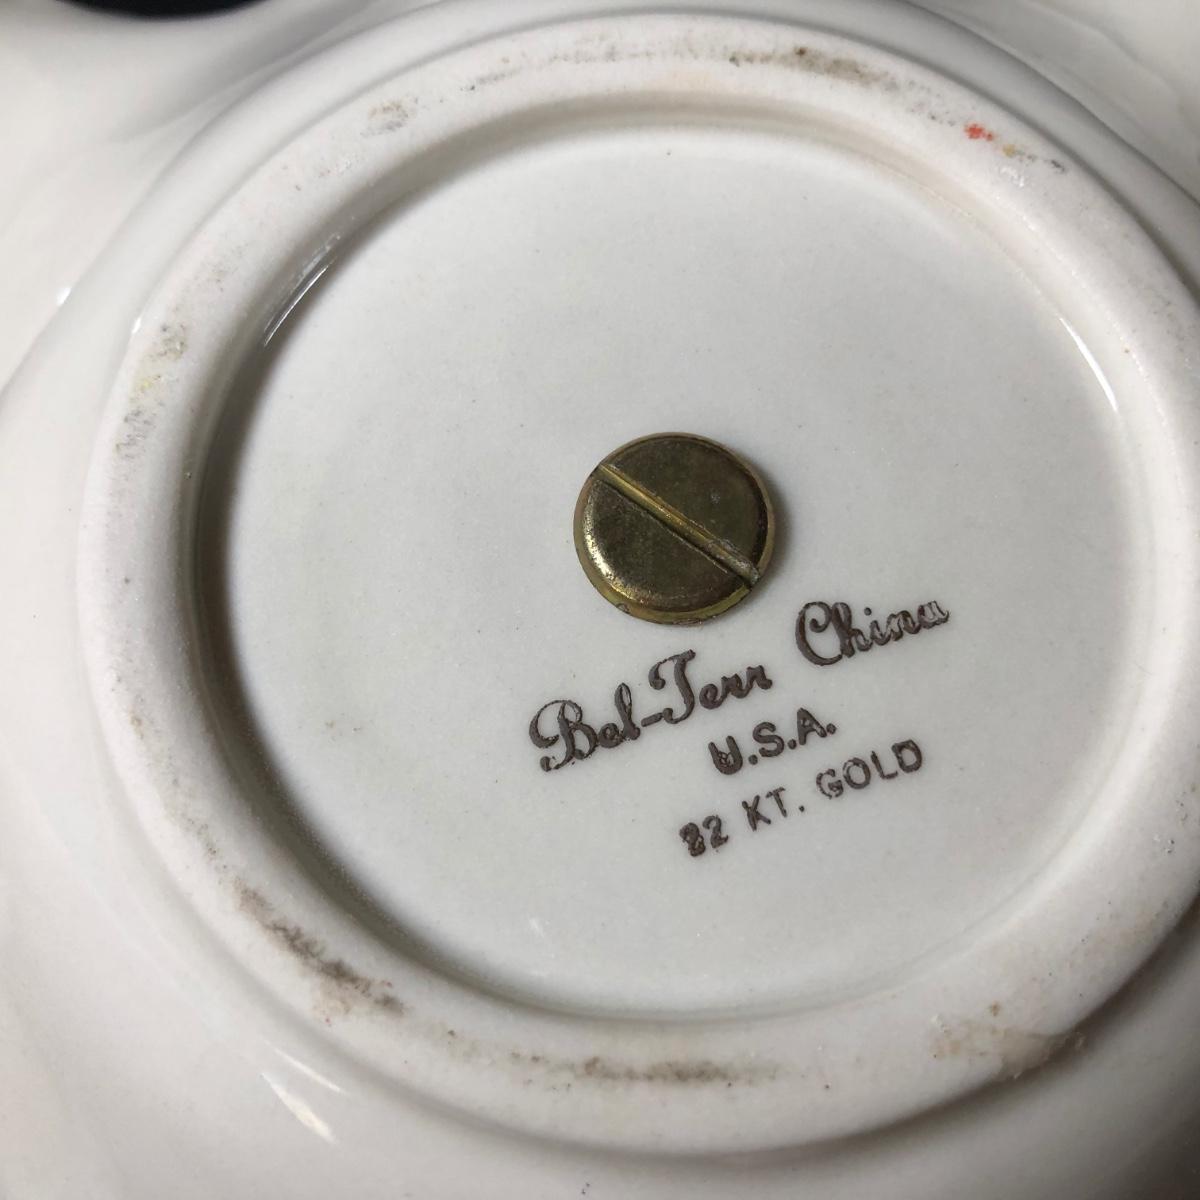 Bel-Terr China
U.S.A.
22 KT. GOLD